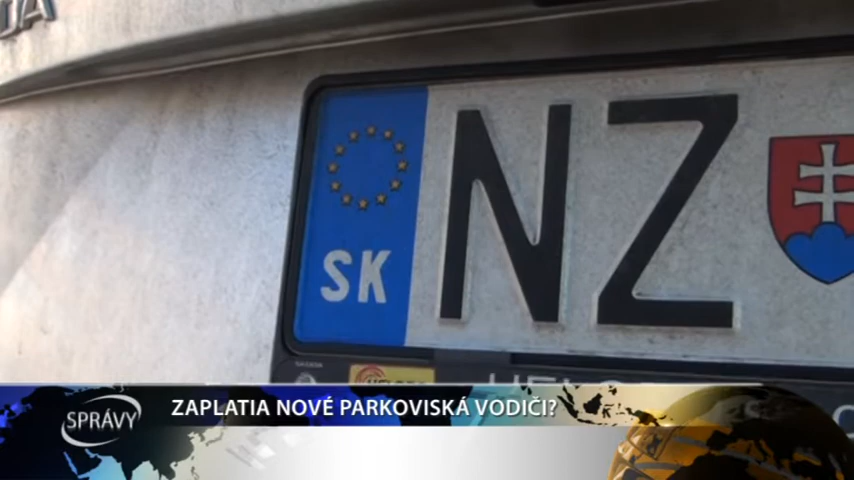 NZ
SK
SPRÁVY
ZAPLATIA NOVÉ PARKOVISKÁ VODIČI?